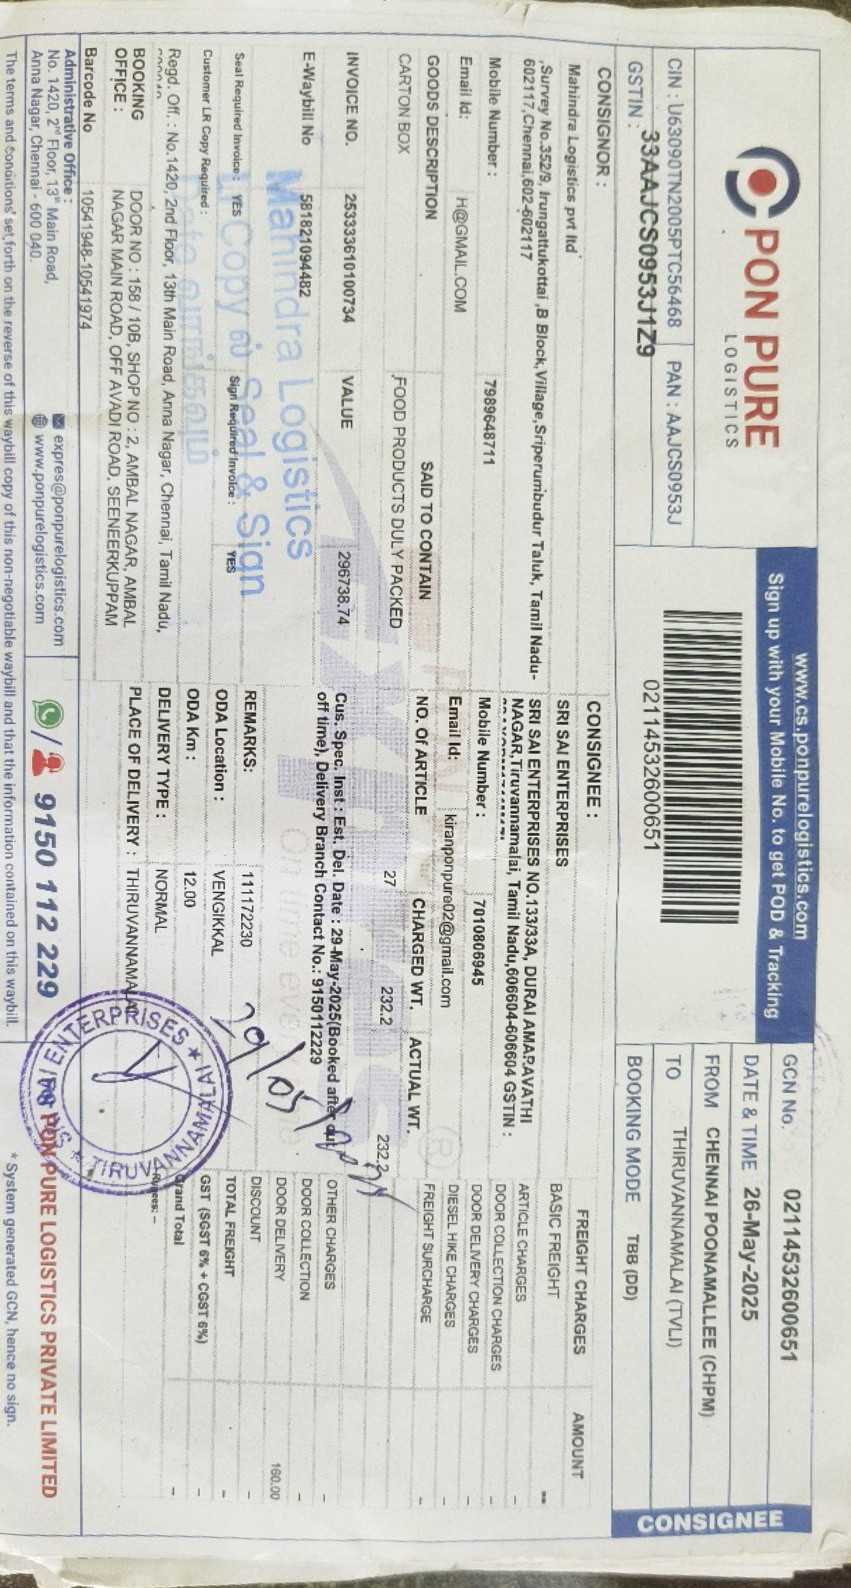 PON PURE
LOGISTICS
www.cs.ponpurelogistics.com
Sign up with your Mobile No. to get POD & Tracking
CIN : U63090TN2005PTC56468 PAN : AAJCS0953J
GSTIN : 33AAJCS0953J1Z9
02114532600651
GCN No. 02114532600651
DATE & TIME 26-May-2025
FROM CHENNAI POONAMALLEE (CHPM)
TO THIRUVANNAMALAI (TVLI)
BOOKING MODE TBB (DD)
CONSIGNEE
CONSIGNOR :
Mahindra Logistics pvt ltd
,Survey No.352/9, Irungattukottai ,B Block,Village,Sriperumbudur Taluk, Tamil Nadu-
602117,Chennai,602-602117
Mobile Number : 7989648711
Email Id: H@GMAIL.COM
CONSIGNEE :
SRI SAI ENTERPRISES
SRI SAI ENTERPRISES NO.133/33A, DURAI AMARAVATHI
NAGAR,Tiruvannamalai, Tamil Nadu,606604-606604 GSTIN :
Mobile Number : 7010806945
Email Id: kiranponpure02@gmail.com
GOODS DESCRIPTION SAID TO CONTAIN NO. Of ARTICLE CHARGED WT. ACTUAL WT.
CARTON BOX ,FOOD PRODUCTS DULY PACKED 27 232.2 232.2
INVOICE NO. 253333610100734 VALUE 296738.74
E-Waybill No 581821094482
Mahindra Logistics
LR Copy Seal & Sign
Seal Required Invoice : YES Sign Required Invoice : YES
Customer LR Copy Required :
Regd. Off. : No.1420, 2nd Floor, 13th Main Road, Anna Nagar, Chennai, Tamil Nadu,
BOOKING OFFICE : DOOR NO : 158 / 10B, SHOP NO : 2, AMBAL NAGAR, AMBAL
NAGAR MAIN ROAD, OFF AVADI ROAD, SEENEERKUPPAM
Barcode No 10541948-10541974
Cus. Spec. Inst : Est. Del. Date : 29-May-2025(Booked after cut
off time), Delivery Branch Contact No.: 9150112229
REMARKS: 111172230
ODA Location : VENGIKKAL
ODA Km : 12.00
DELIVERY TYPE : NORMAL
PLACE OF DELIVERY : THIRUVANNAMALAI
29/05/2025
ENTERPRISES ★ TIRUVANNAMALAI ★
FREIGHT CHARGES AMOUNT
BASIC FREIGHT --
ARTICLE CHARGES -
DOOR COLLECTION CHARGES -
DOOR DELIVERY CHARGES -
DIESEL HIKE CHARGES
FREIGHT SURCHARGE -
OTHER CHARGES -
DOOR COLLECTION -
DOOR DELIVERY 160.00
DISCOUNT -
TOTAL FREIGHT -
GST (SGST 6% + CGST 6%) -
Grand Total -
Rupees: –
Administrative Office :
No. 1420, 2nd Floor, 13th Main Road,
Anna Nagar, Chennai - 600 040.
expres@ponpurelogistics.com
www.ponpurelogistics.com
/ 9150 112 229
PON PURE LOGISTICS PRIVATE LIMITED
The terms and conditions' set,forth on the reverse of this waybill copy of this non-negotiable waybill and that the information contained on this waybill.
* System generated GCN, hence no sign.